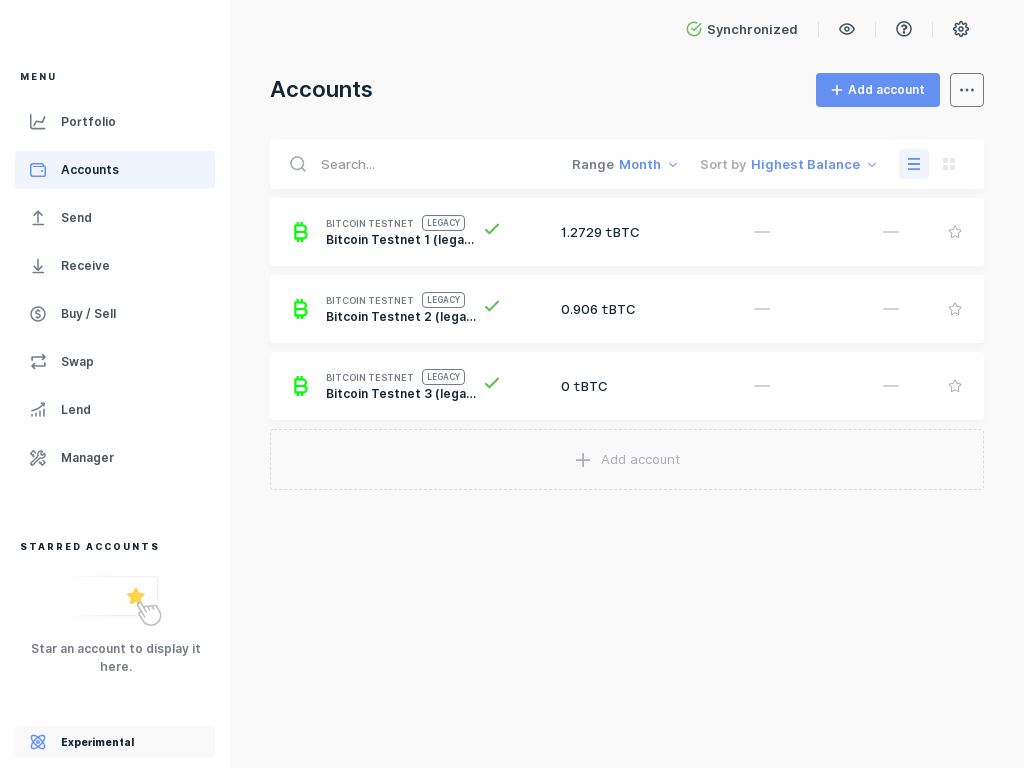 Synchronized
MENU
Portfolio
Accounts
Send
Receive
Buy / Sell
Swap
Lend
Manager
STARRED ACCOUNTS
Star an account to display it
here.
Experimental
Accounts
Add account
Search...
Range Month
Sort by Highest Balance
BITCOIN TESTNET LEGACY
Bitcoin Testnet 1 (lega...
1.2729 tBTC
BITCOIN TESTNET LEGACY
Bitcoin Testnet 2 (lega...
0.906 tBTC
BITCOIN TESTNET LEGACY
Bitcoin Testnet 3 (lega...
0 tBTC
Add account